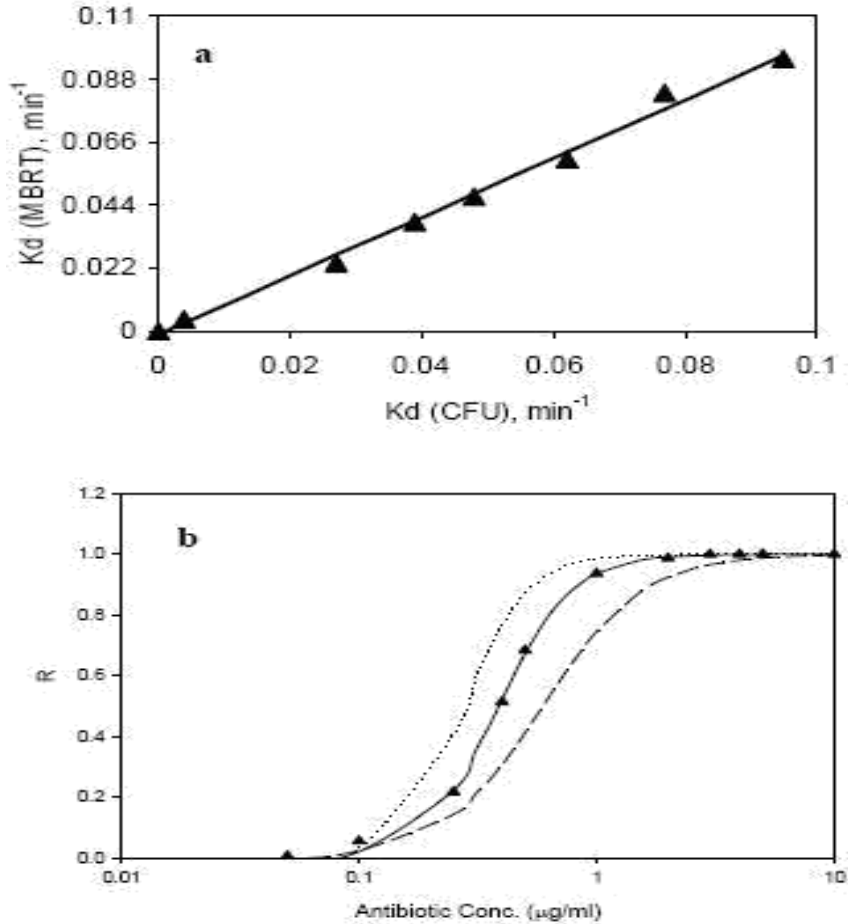 a
0.11
0.088
0.066
0.044
0.022
0
Kd (MBRT), min⁻¹
0 0.02 0.04 0.06 0.08 0.1
Kd (CFU), min⁻¹
b
1.2
1.0
0.8
0.6
0.4
0.2
0.0
R
0.01 0.1 1 10
Antibiotic Conc. (μg/ml)